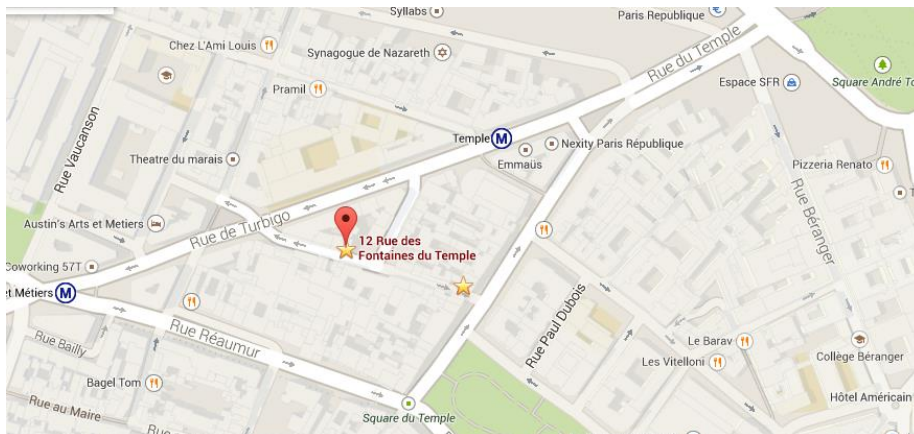 Syllabs
Paris Republique
Chez L'Ami Louis
Synagogue de Nazareth
Rue du Temple
Espace SFR
Square André To
Pramil
Rue Vaucanson
Temple M
Emmaüs
Nexity Paris République
Theatre du marais
Pizzeria Renato
T
Rue Béranger
Austin's Arts et Metiers
Rue de Turbigo
12 Rue des
Fontaines du Temple
Coworking 57T
et Métiers M
Rue Réaumur
Rue Paul Dubois
Rue Bailly
Le Barav
Les Vitelloni
Collège Béranger
Bagel Tom
Hôtel Américain
Rue au Maire
Square du Temple
Rue